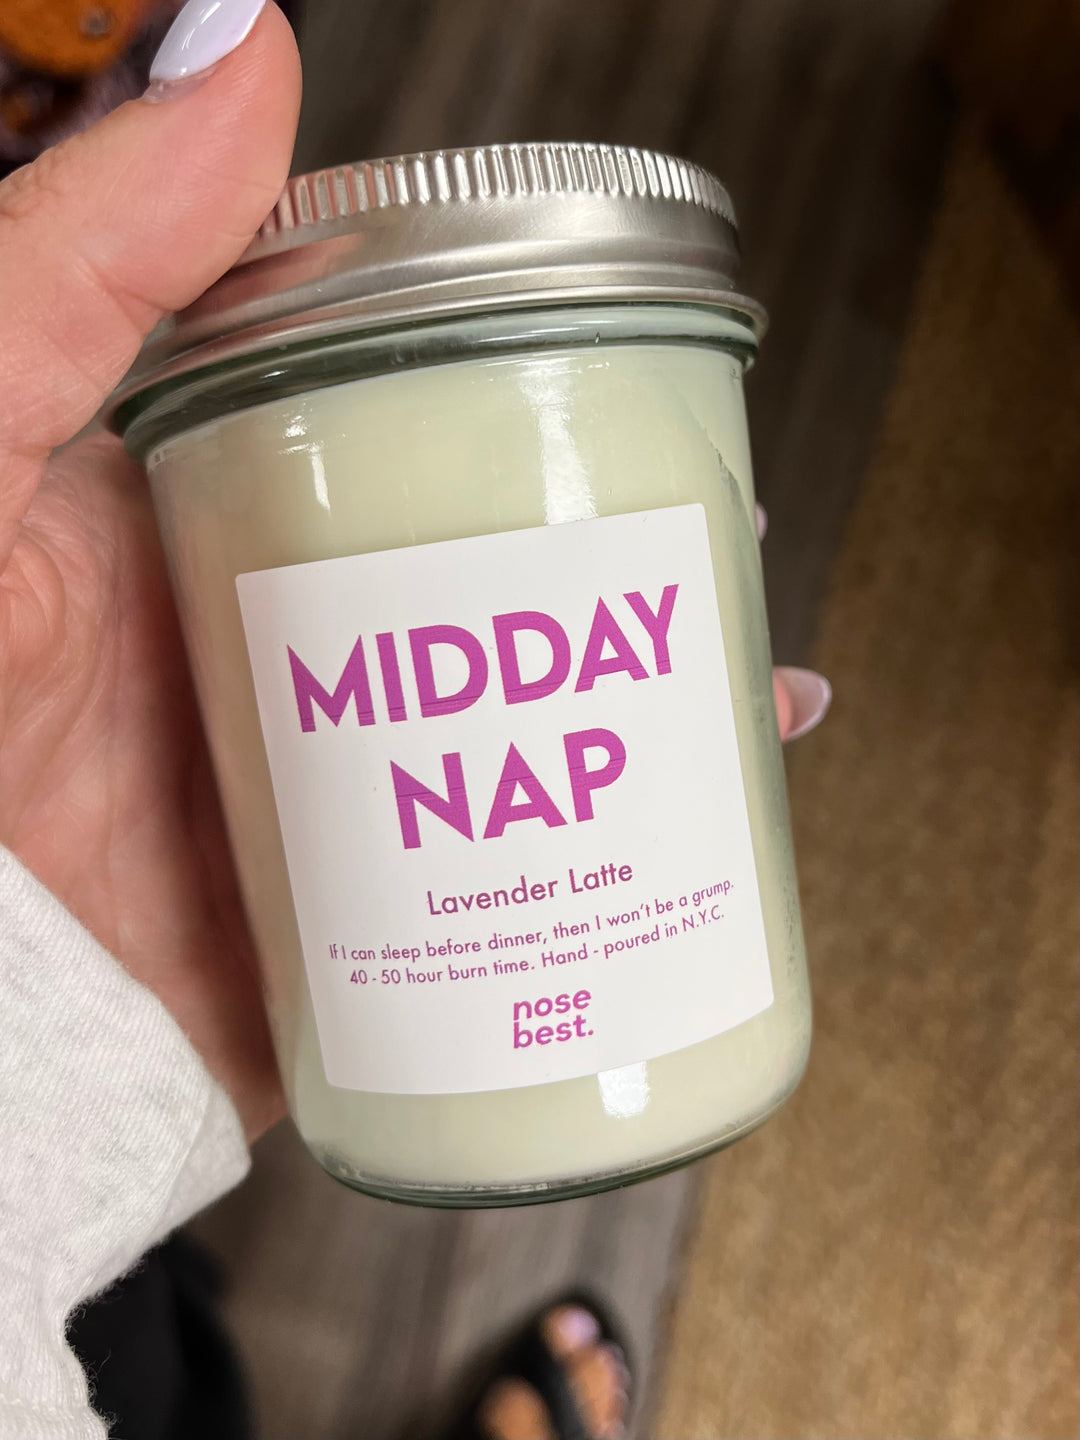 MIDDAY
NAP
Lavender Latte
If I can sleep before dinner, then I won't be a grump.
40 - 50 hour burn time. Hand - poured in N.Y.C.
nose
best.